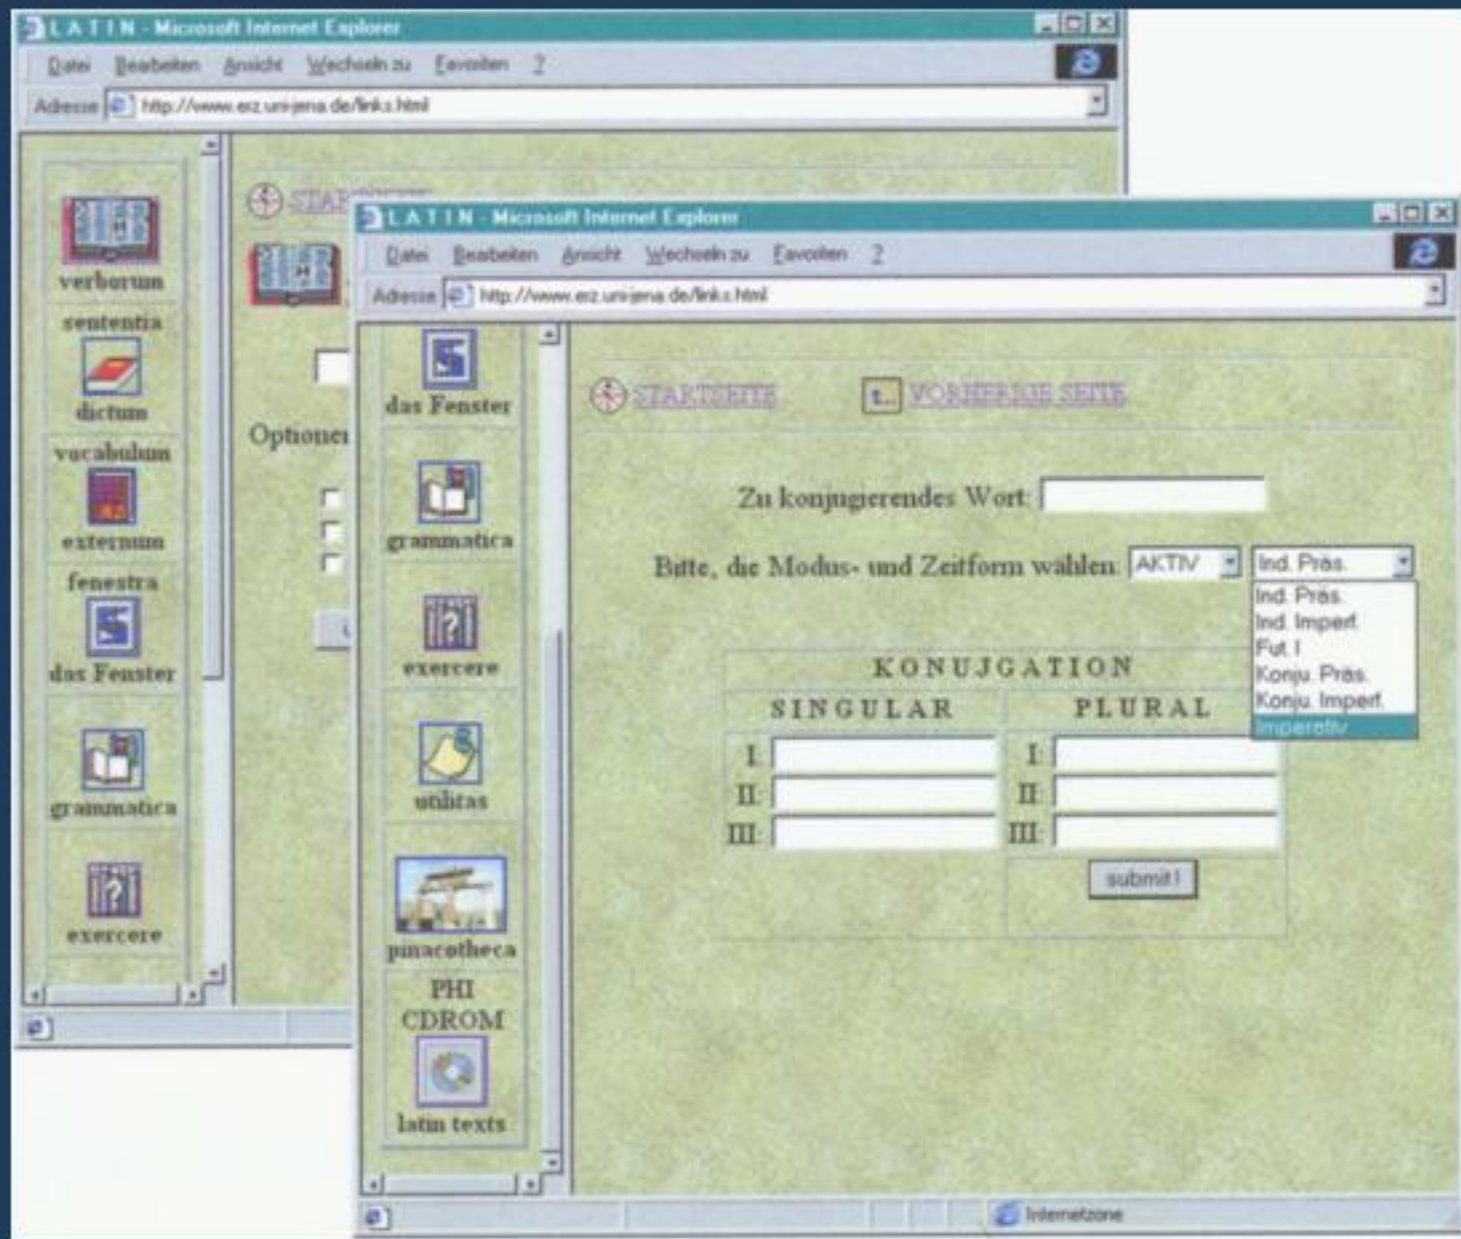 L A T I N - Microsoft Internet Explorer
Datei Bearbeiten Ansicht Wechseln zu Favoriten ?
Adresse http://www.erz.uni-jena.de/links.html
verborum
sententia
dictum
vocabulum
externum
fenestra
das Fenster
grammatica
exercere
STARTSEITE
Optionen
L A T I N - Microsoft Internet Explorer
Datei Bearbeiten Ansicht Wechseln zu Favoriten ?
Adresse http://www.erz.uni-jena.de/links.html
das Fenster
grammatica
exercere
utilitas
pinacotheca
PHI
CDROM
latin texts
STARTSEITE t.. VORHERIGE SEITE
Zu konjugierendes Wort:
Bitte, die Modus- und Zeitform wählen: AKTIV Ind. Präs.
Ind. Präs.
Ind. Imperf.
Fut. I
Konju. Präs.
Konju. Imperf.
Imperativ
K O N U J G A T I O N
S I N G U L A R P L U R A L
I: I:
II: II:
III: III:
submit!
Internetzone